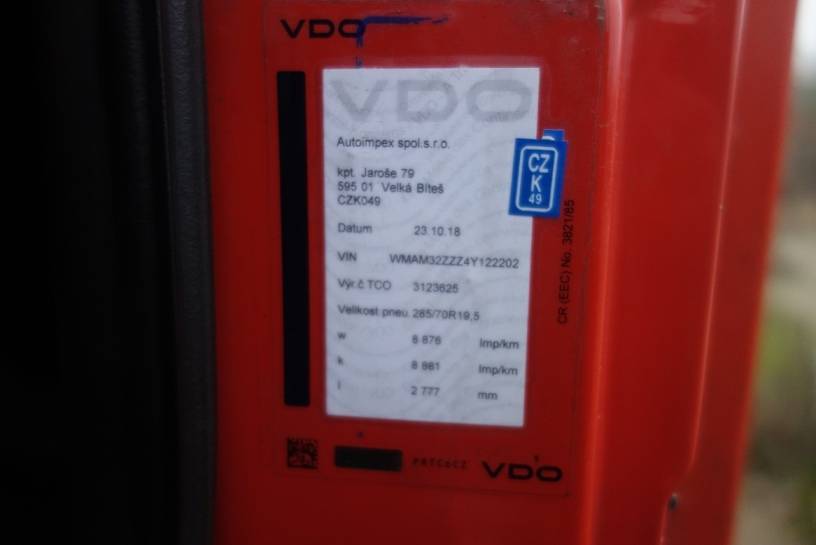 VDO
VDO
Autoimpex spol.s.r.o.
kpt. Jaroše 79
595 01 Velká Bíteš
CZK049
Datum 23.10.18
VIN WMAM32ZZZ4Y122202
Výr.č TCO 3123625
Velikost pneu. 285/70R19,5
w 8 876 Imp/km
k 8 881 Imp/km
l 2 777 mm
CZ
K
49
CR (EEC) No. 3821/85
VDO